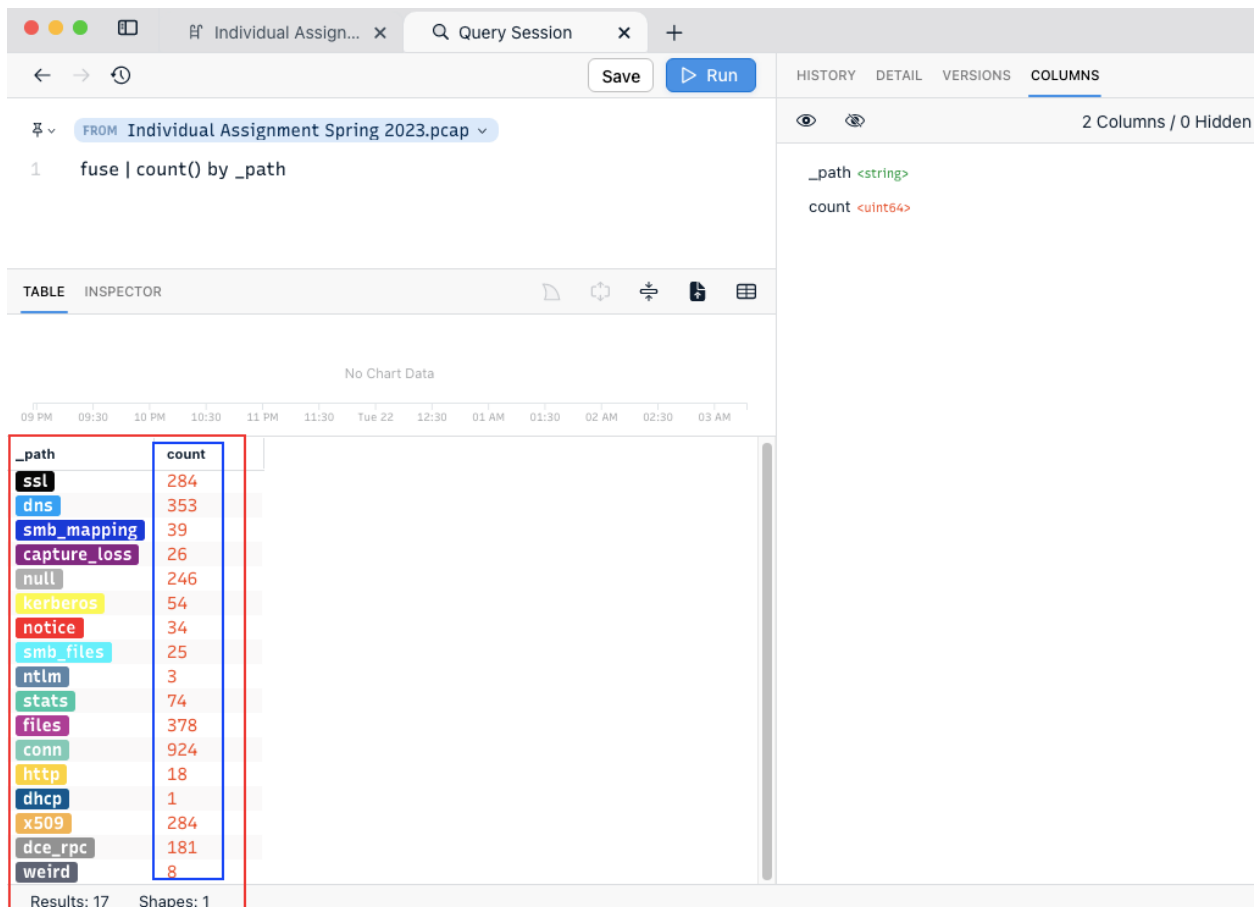 Individual Assign...
Query Session
Save
Run
HISTORY DETAIL VERSIONS COLUMNS
FROM Individual Assignment Spring 2023.pcap
2 Columns / 0 Hidden
1 fuse | count() by _path
_path <string>
count <uint64>
TABLE INSPECTOR
No Chart Data
09 PM 09:30 10 PM 10:30 11 PM 11:30 Tue 22 12:30 01 AM 01:30 02 AM 02:30 03 AM
_path count
ssl 284
dns 353
smb_mapping 39
capture_loss 26
null 246
kerberos 54
notice 34
smb_files 25
ntlm 3
stats 74
files 378
conn 924
http 18
dhcp 1
x509 284
dce_rpc 181
weird 8
Results: 17 Shapes: 1